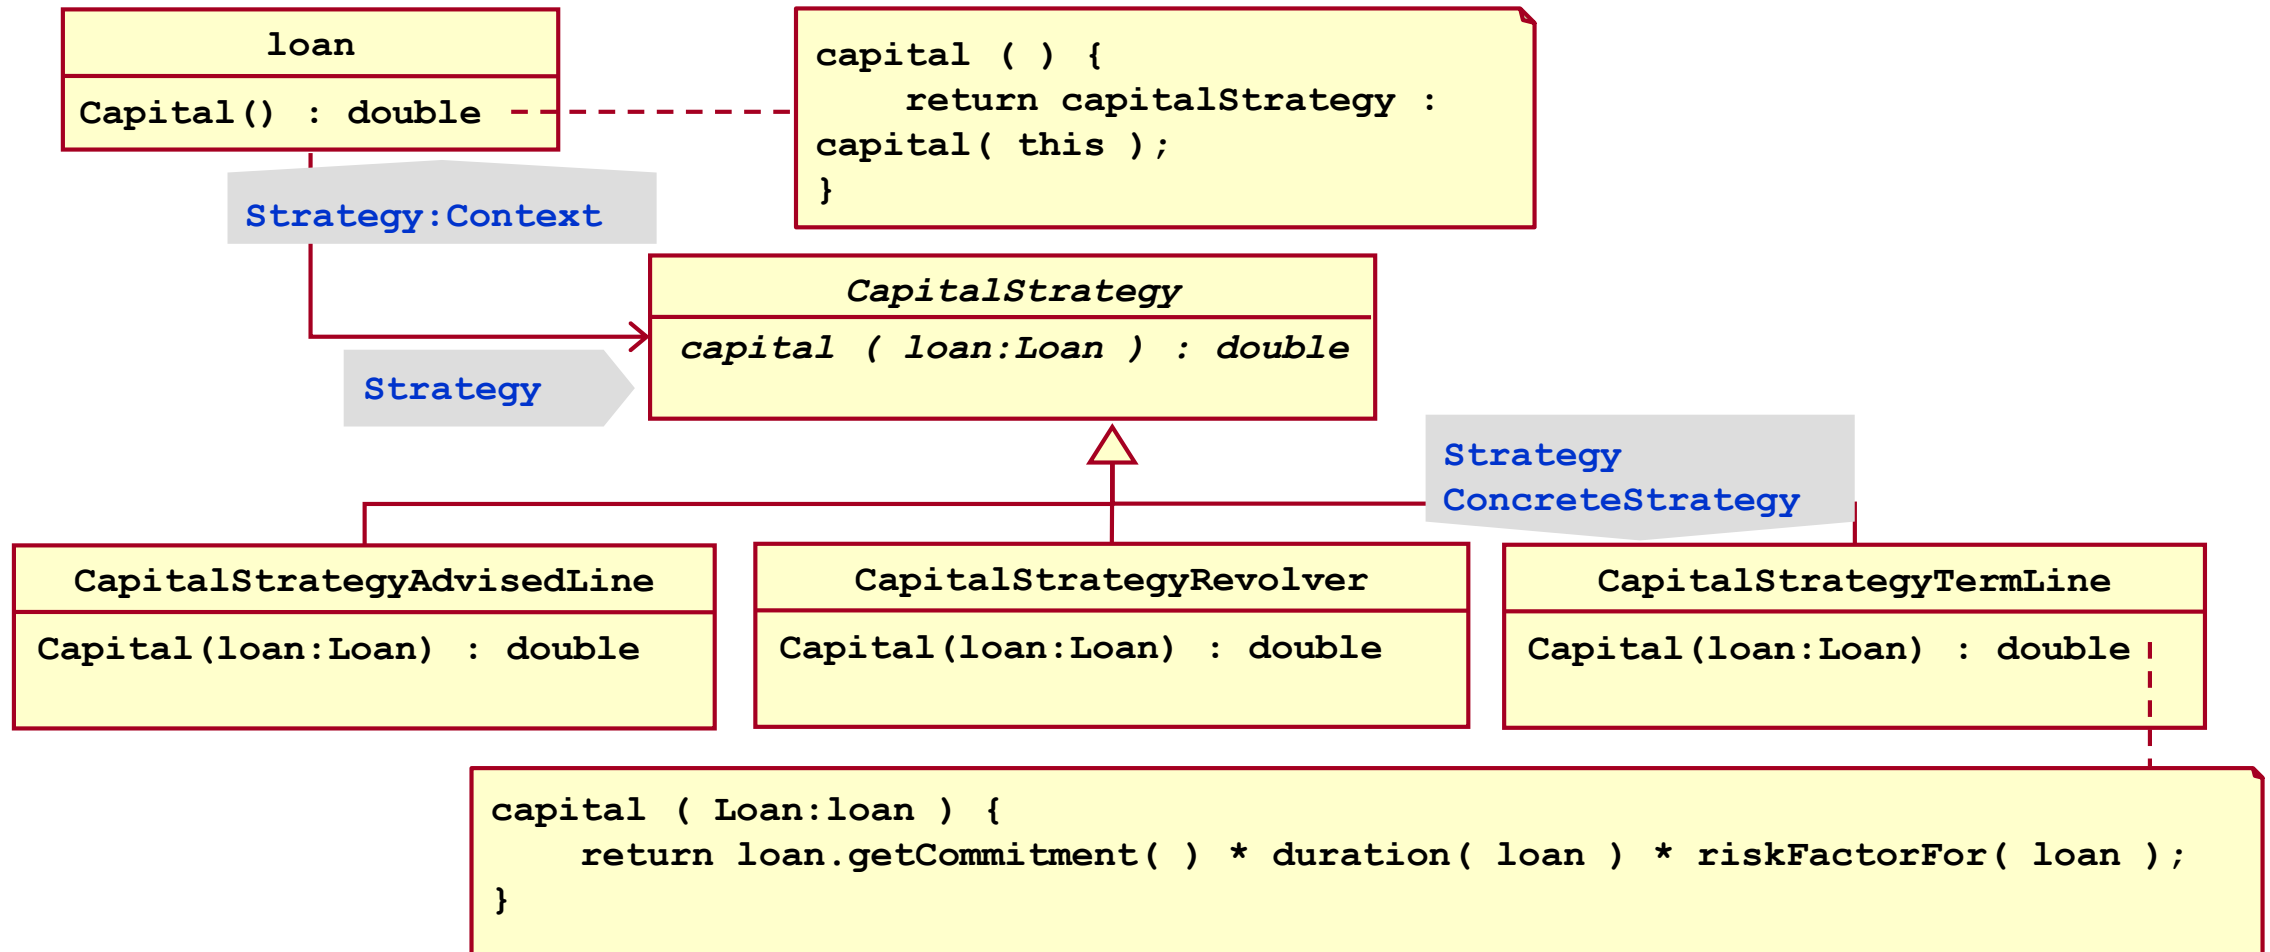 loan
Capital() : double
capital ( ) {
return capitalStrategy :
capital( this );
}
Strategy:Context
CapitalStrategy
capital ( loan:Loan ) : double
Strategy
Strategy
ConcreteStrategy
CapitalStrategyAdvisedLine
Capital(loan:Loan) : double
CapitalStrategyRevolver
Capital(loan:Loan) : double
CapitalStrategyTermLine
Capital(loan:Loan) : double
capital ( Loan:loan ) {
return loan.getCommitment( ) * duration( loan ) * riskFactorFor( loan );
}